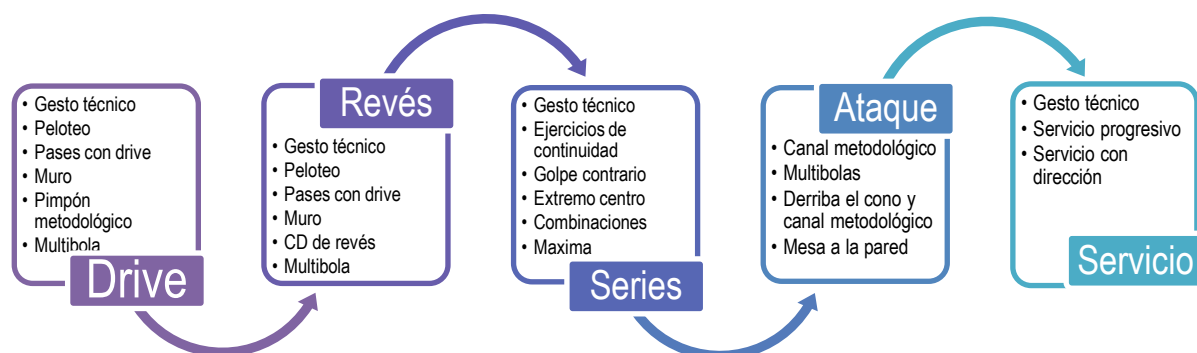 • Gesto técnico
• Peloteo
• Pases con drive
• Muro
• Pimpón
metodológico
• Multibola
Drive
Revés
• Gesto técnico
• Peloteo
• Pases con drive
• Muro
• CD de revés
• Multibola
• Gesto técnico
• Ejercicios de
continuidad
• Golpe contrario
• Extremo centro
• Combinaciones
• Maxima
Series
Ataque
• Canal metodológico
• Multibolas
• Derriba el cono y
canal metodológico
• Mesa a la pared
• Gesto técnico
• Servicio progresivo
• Servicio con
dirección
Servicio